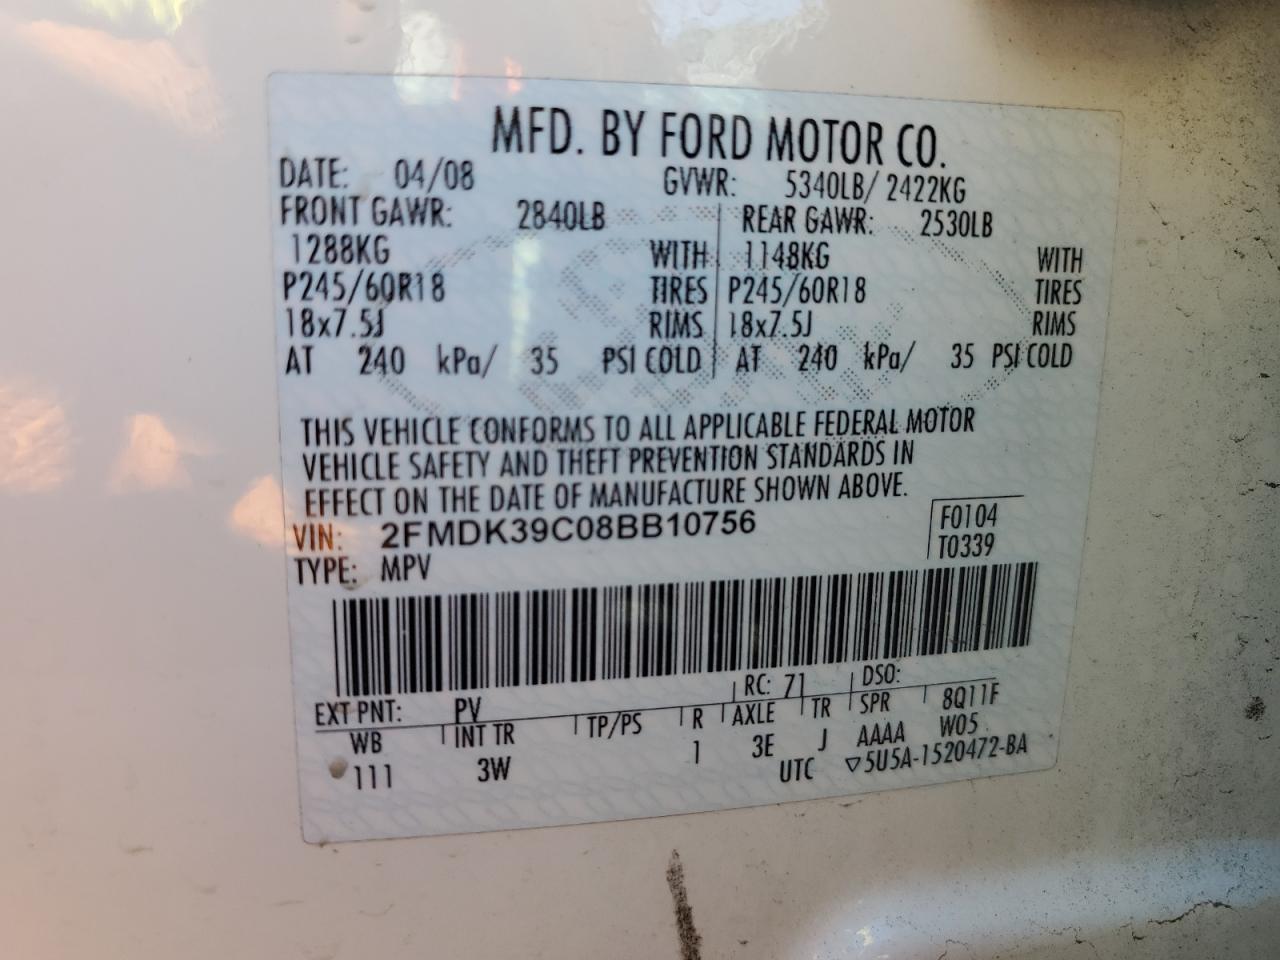 MFD. BY FORD MOTOR CO.
DATE: 04/08 GVWR: 5340LB/ 2422KG
FRONT GAWR: 2840LB REAR GAWR: 2530LB
1288KG WITH 1148KG WITH
P245/60R18 TIRES P245/60R18 TIRES
18x7.5J RIMS 18x7.5J RIMS
AT 240 kPa/ 35 PSI COLD AT 240 kPa/ 35 PSI COLD
THIS VEHICLE CONFORMS TO ALL APPLICABLE FEDERAL MOTOR
VEHICLE SAFETY AND THEFT PREVENTION STANDARDS IN
EFFECT ON THE DATE OF MANUFACTURE SHOWN ABOVE.
VIN: 2FMDK39C08BB10756 F0104
TYPE: MPV T0339
EXT PNT: PV RC: 71 DSO:
WB INT TR TP/PS R AXLE TR SPR 8Q11F
111 3W 1 3E J AAAA W05
UTC ▽5U5A-1520472-BA